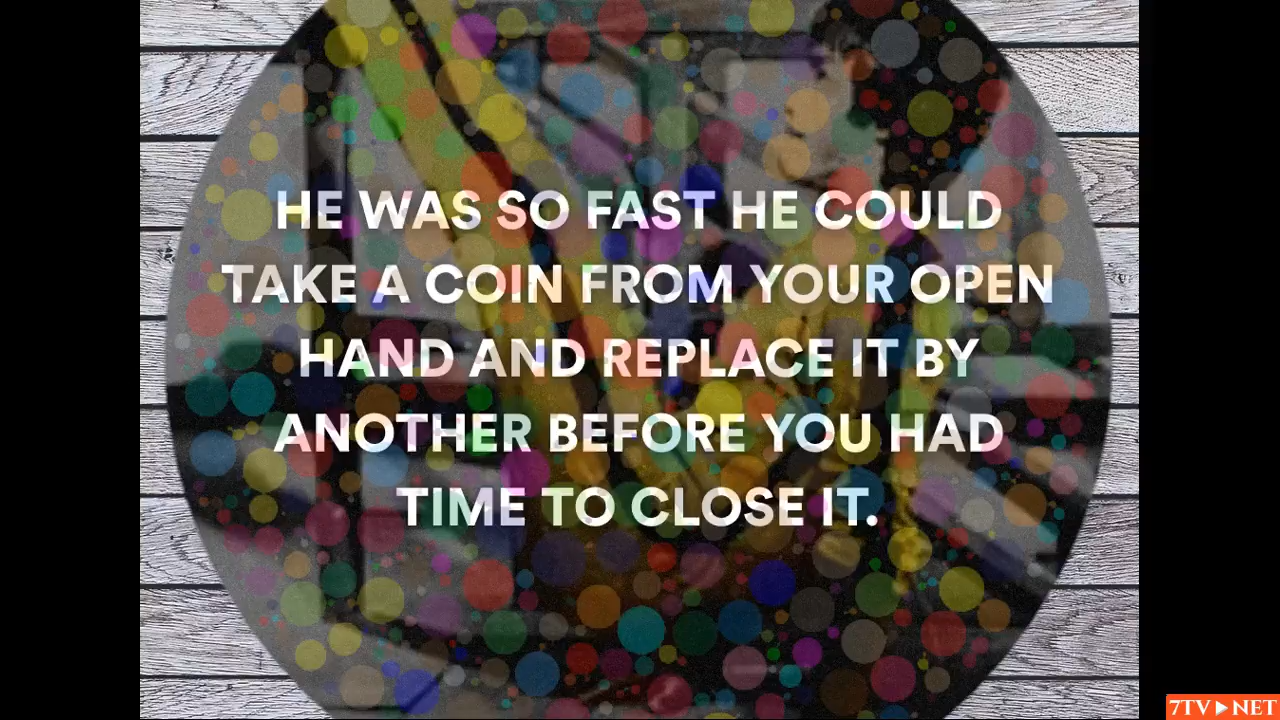 HE WAS SO FAST HE COULD
TAKE A COIN FROM YOUR OPEN
HAND AND REPLACE IT BY
ANOTHER BEFORE YOU HAD
TIME TO CLOSE IT.
7TV▶NET